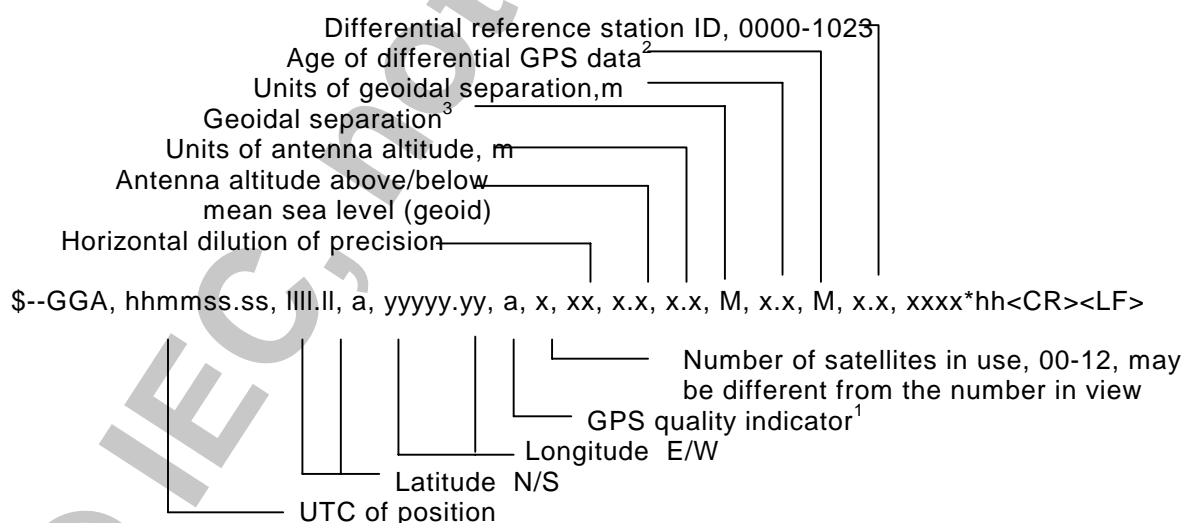 Differential reference station ID, 0000-1023
Age of differential GPS data2
Units of geoidal separation,m
Geoidal separation3
Units of antenna altitude, m
Antenna altitude above/below
mean sea level (geoid)
Horizontal dilution of precision
$--GGA, hhmmss.ss, llll.ll, a, yyyyy.yy, a, x, xx, x.x, x.x, M, x.x, M, x.x, xxxx*hh<CR><LF>
Number of satellites in use, 00-12, may
be different from the number in view
GPS quality indicator1
Longitude E/W
Latitude N/S
UTC of position
IEC, not